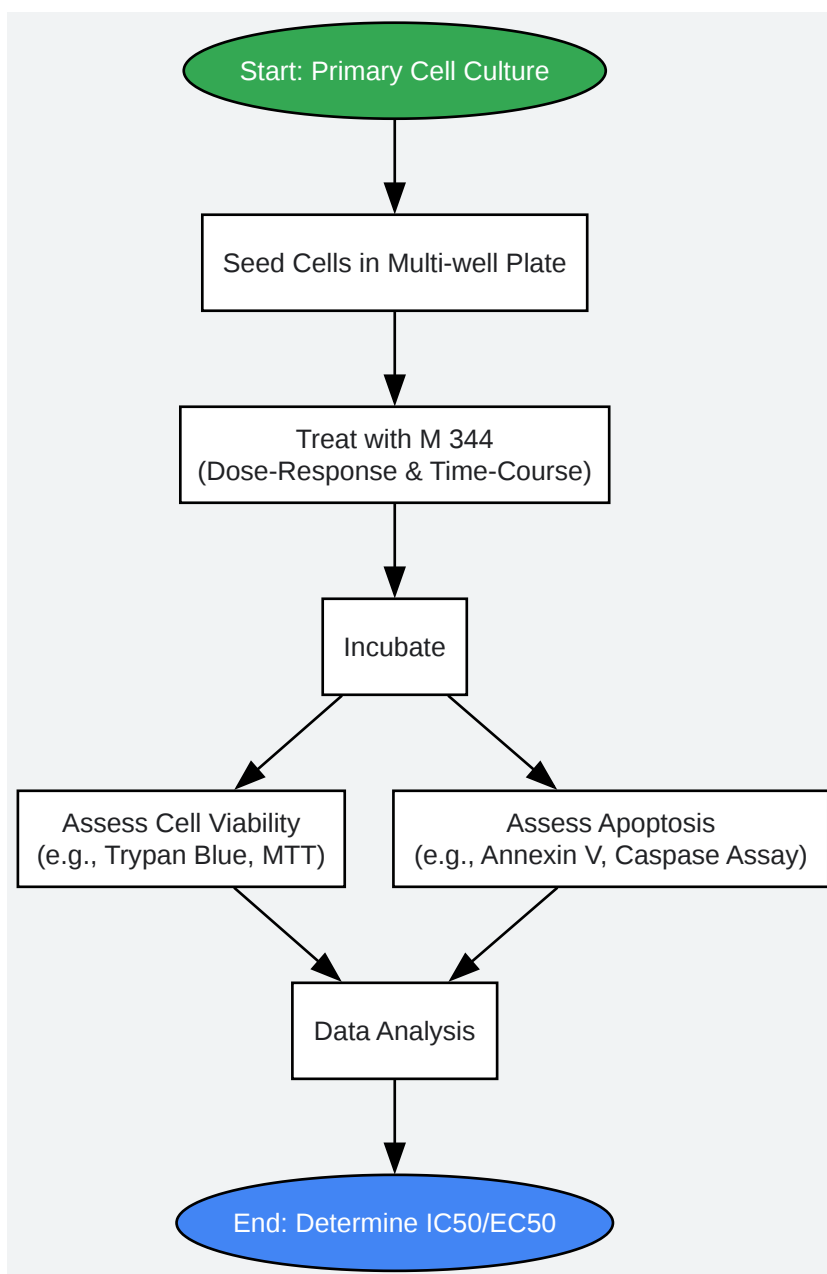 Start: Primary Cell Culture
Seed Cells in Multi-well Plate
Treat with M 344
(Dose-Response & Time-Course)
Incubate
Assess Cell Viability
(e.g., Trypan Blue, MTT)
Assess Apoptosis
(e.g., Annexin V, Caspase Assay)
Data Analysis
End: Determine IC50/EC50